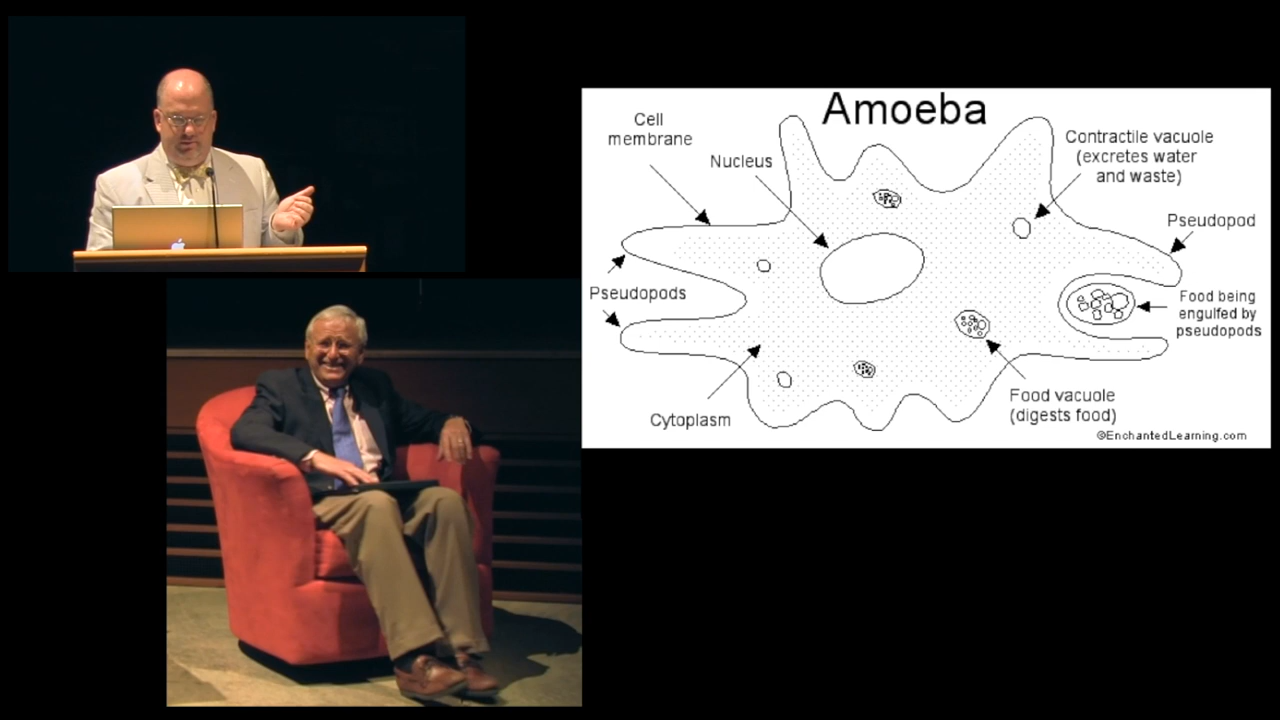 Amoeba
Cell
membrane
Nucleus
Contractile vacuole
(excretes water
and waste)
Pseudopod
Pseudopods
Food being
engulfed by
pseudopods
Food vacuole
(digests food)
Cytoplasm
©EnchantedLearning.com